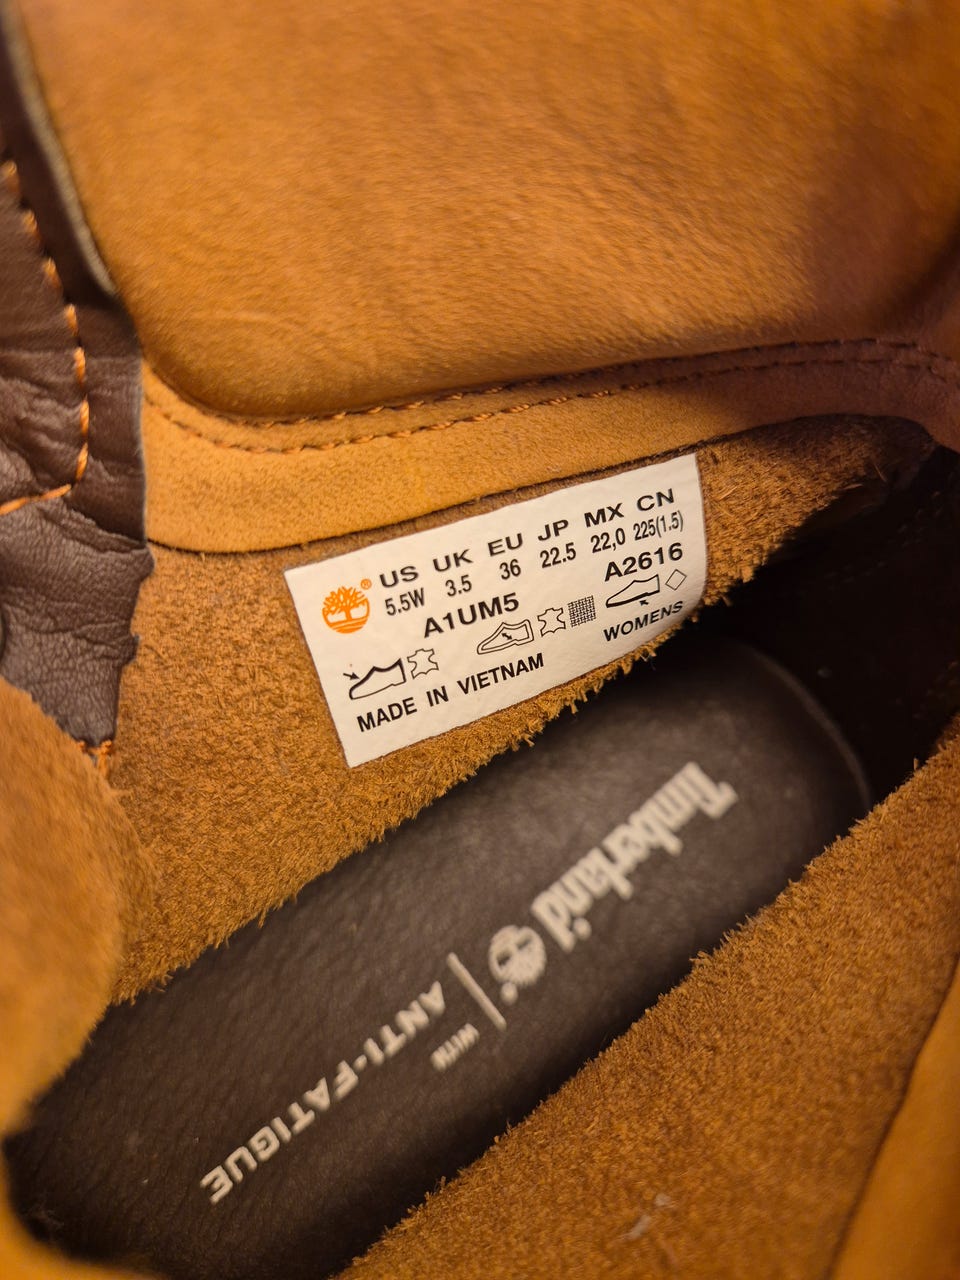 US UK EU JP MX CN
5.5W 3.5 36 22.5 22,0 225(1.5)
A1UM5 A2616
WOMENS
MADE IN VIETNAM
Timberland
WITH
ANTI-FATIGUE